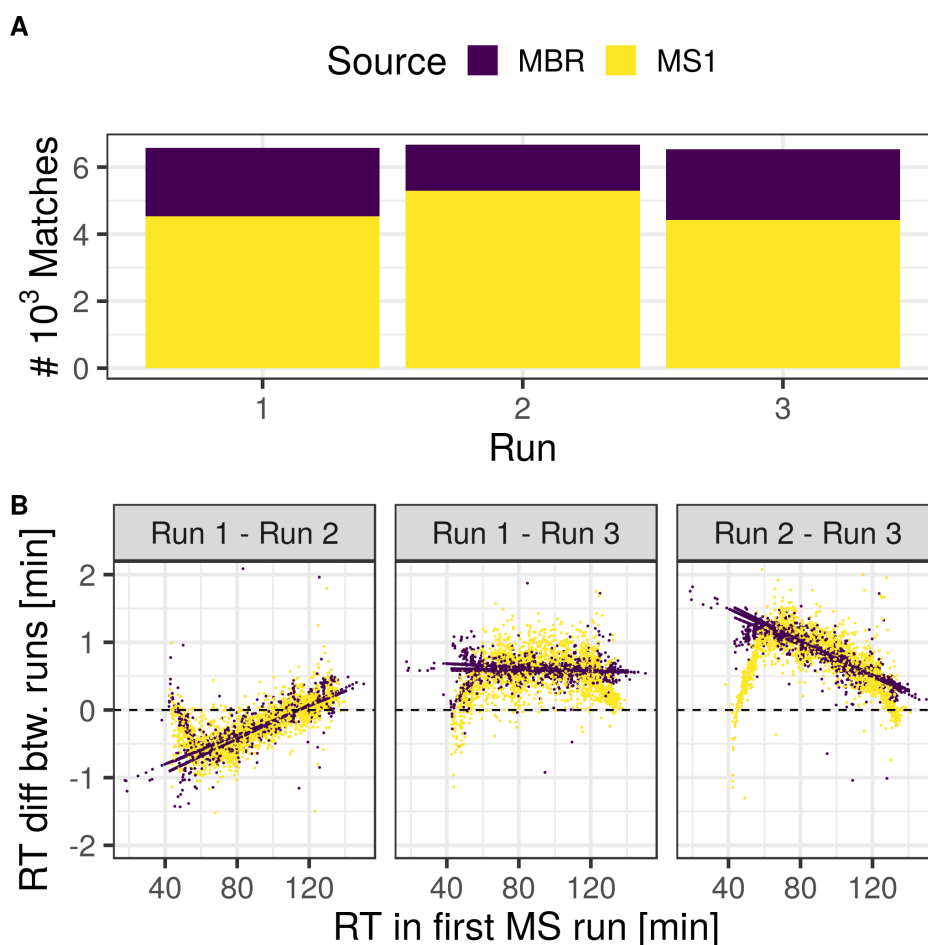 A
Source MBR MS1
# 10³ Matches
6
4
2
0
1 2 3
Run
B
Run 1 - Run 2 Run 1 - Run 3 Run 2 - Run 3
RT diff btw. runs [min]
2
1
0
-1
-2
40 80 120 40 80 120 40 80 120
RT in first MS run [min]